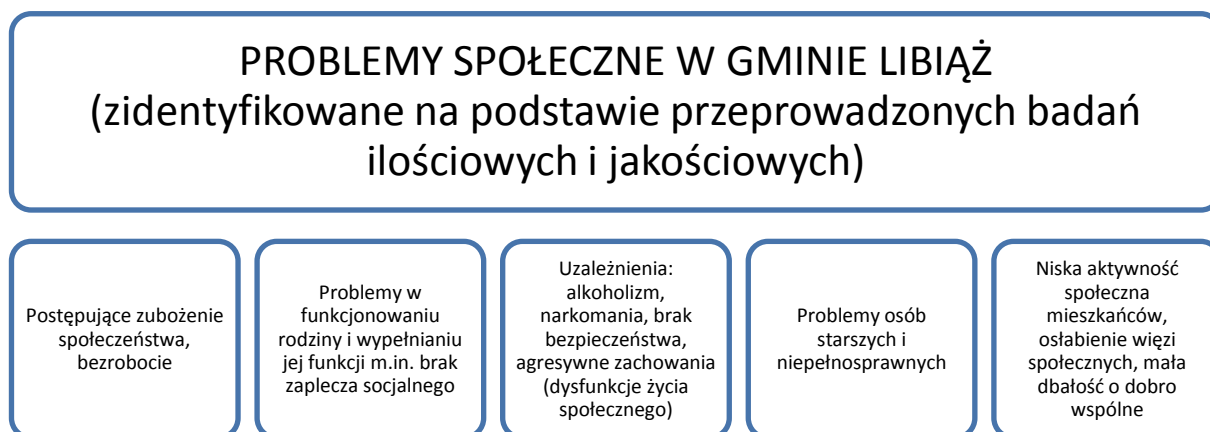 PROBLEMY SPOŁECZNE W GMINIE LIBIĄŻ
(zidentyfikowane na podstawie przeprowadzonych badań
ilościowych i jakościowych)
Postępujące zubożenie
społeczeństwa,
bezrobocie
Problemy w
funkcjonowaniu
rodziny i wypełnianiu
jej funkcji m.in. brak
zaplecza socjalnego
Uzależnienia:
alkoholizm,
narkomania, brak
bezpieczeństwa,
agresywne zachowania
(dysfunkcje życia
społecznego)
Problemy osób
starszych i
niepełnosprawnych
Niska aktywność
społeczna
mieszkańców,
osłabienie więzi
społecznych, mała
dbałość o dobro
wspólne